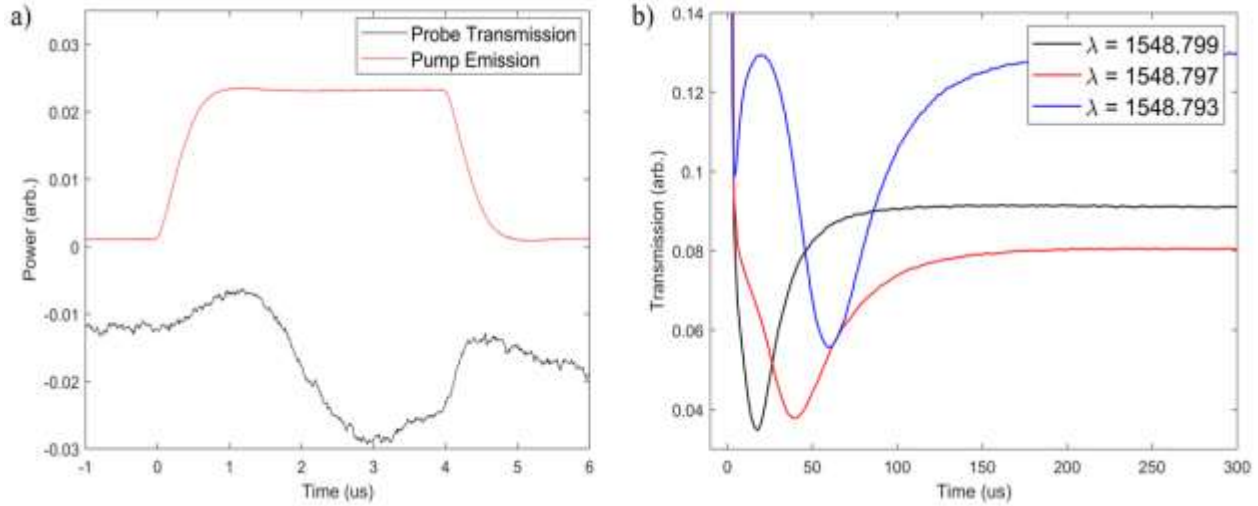 a)
Probe Transmission
Pump Emission
0.03
0.02
0.01
0
-0.01
-0.02
-0.03
Power (arb.)
-1 0 1 2 3 4 5 6
Time (us)
b)
λ = 1548.799
λ = 1548.797
λ = 1548.793
0.14
0.12
0.1
0.08
0.06
0.04
Transmission (arb.)
0 50 100 150 200 250 300
Time (us)